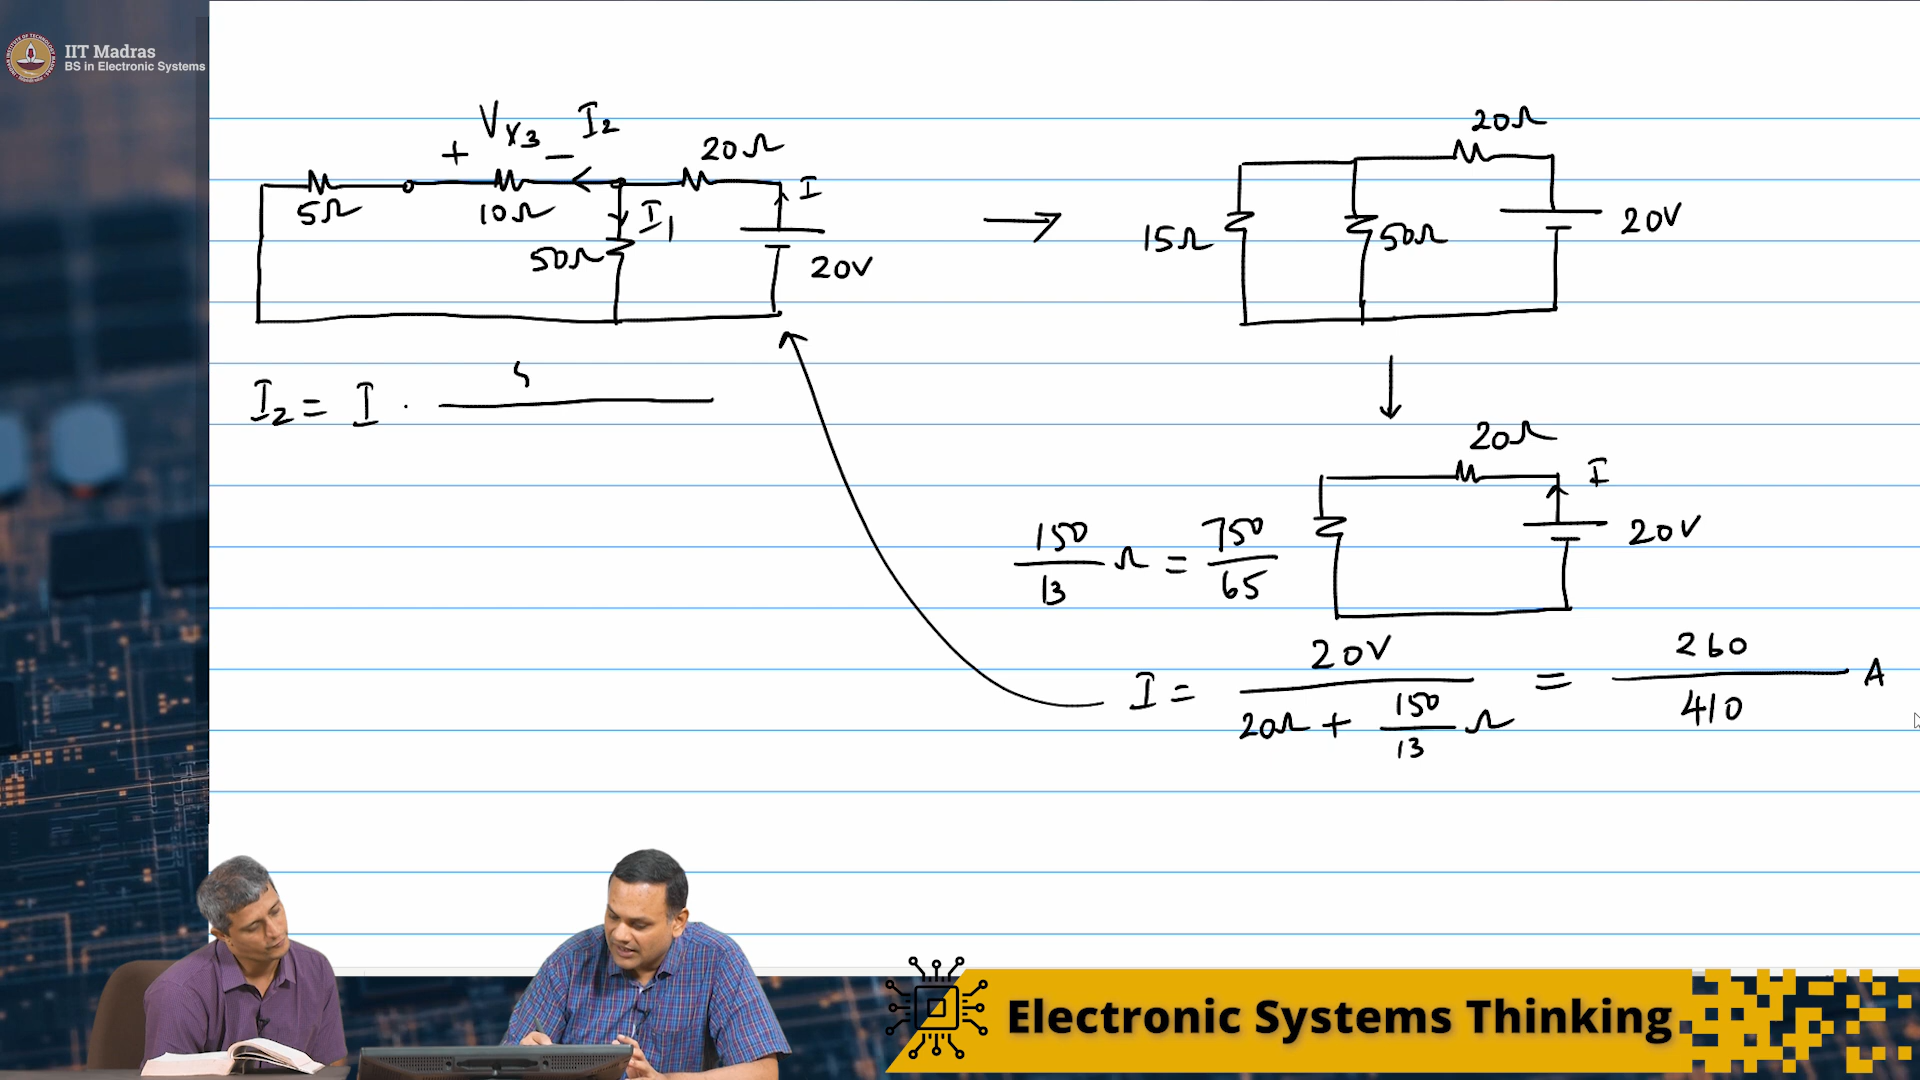 IIT Madras
BS in Electronic Systems
+ Vx3 − I2
20Ω
I
5Ω
10Ω
I1
50Ω
20V
→
20Ω
15Ω
50Ω
20V
I2 = I · 5
20Ω
I
150/13 Ω = 750/65
20V
I = 20V/(20Ω + 150/13 Ω) = 260/410 A
Electronic Systems Thinking